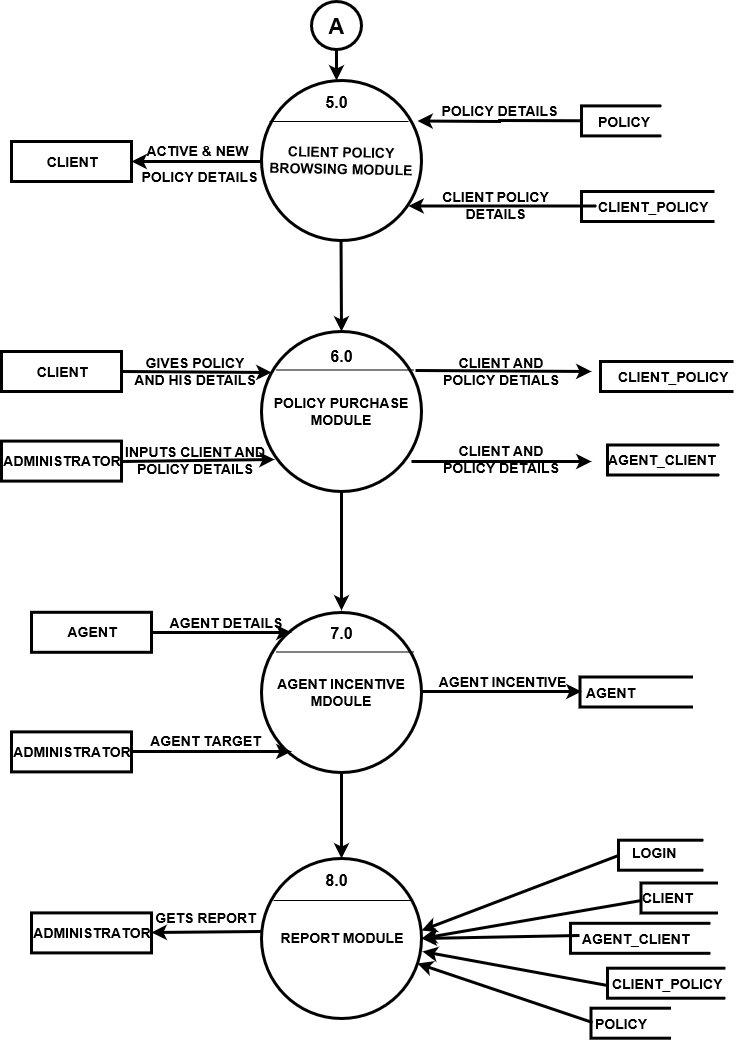 A
5.0
CLIENT POLICY
BROWSING MODULE
POLICY DETAILS
POLICY
CLIENT
ACTIVE & NEW
POLICY DETAILS
CLIENT POLICY
DETAILS
CLIENT_POLICY
6.0
POLICY PURCHASE
MODULE
CLIENT
GIVES POLICY
AND HIS DETAILS
CLIENT AND
POLICY DETIALS
CLIENT_POLICY
ADMINISTRATOR
INPUTS CLIENT AND
POLICY DETAILS
CLIENT AND
POLICY DETAILS
AGENT_CLIENT
7.0
AGENT INCENTIVE
MDOULE
AGENT
AGENT DETAILS
AGENT INCENTIVE
AGENT
ADMINISTRATOR
AGENT TARGET
8.0
REPORT MODULE
ADMINISTRATOR
GETS REPORT
LOGIN
CLIENT
AGENT_CLIENT
CLIENT_POLICY
POLICY